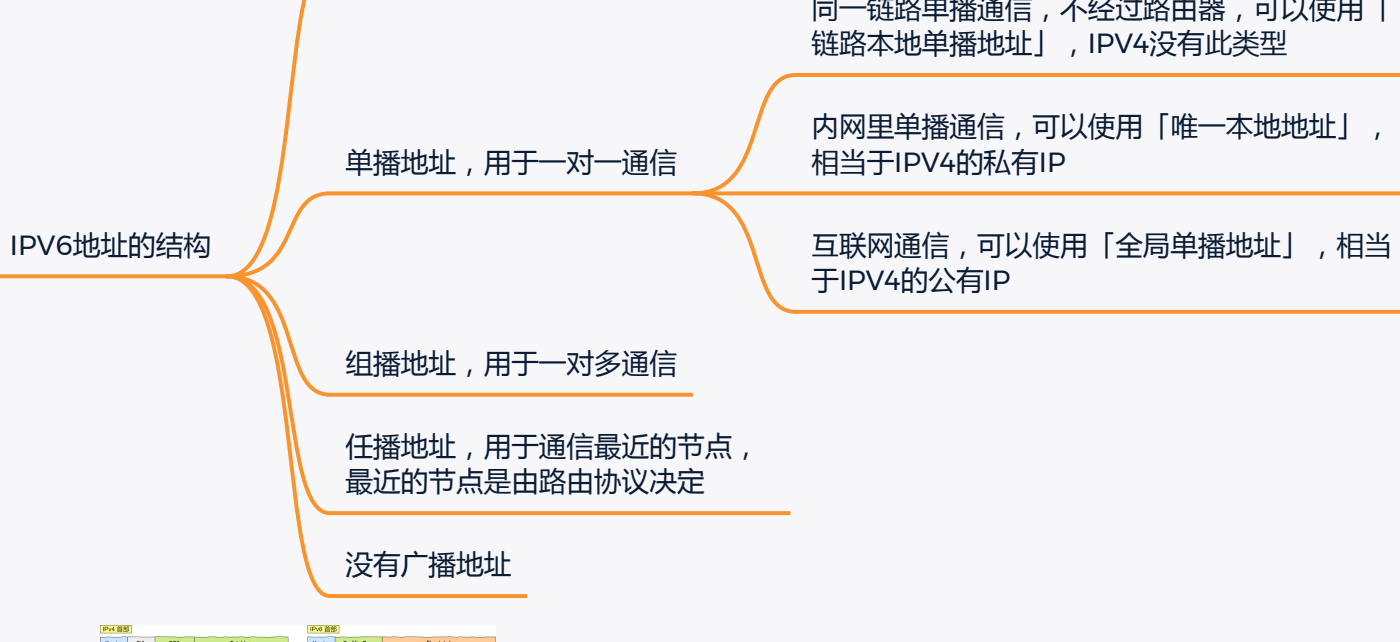 同一链路单播通信，不经过路由器，可以使用「
链路本地单播地址」，IPV4没有此类型
内网里单播通信，可以使用「唯一本地地址」，
相当于IPV4的私有IP
单播地址，用于一对一通信
IPV6地址的结构
互联网通信，可以使用「全局单播地址」，相当
于IPV4的公有IP
组播地址，用于一对多通信
任播地址，用于通信最近的节点，
最近的节点是由路由协议决定
没有广播地址
IPv4 首部
IPv6 首部